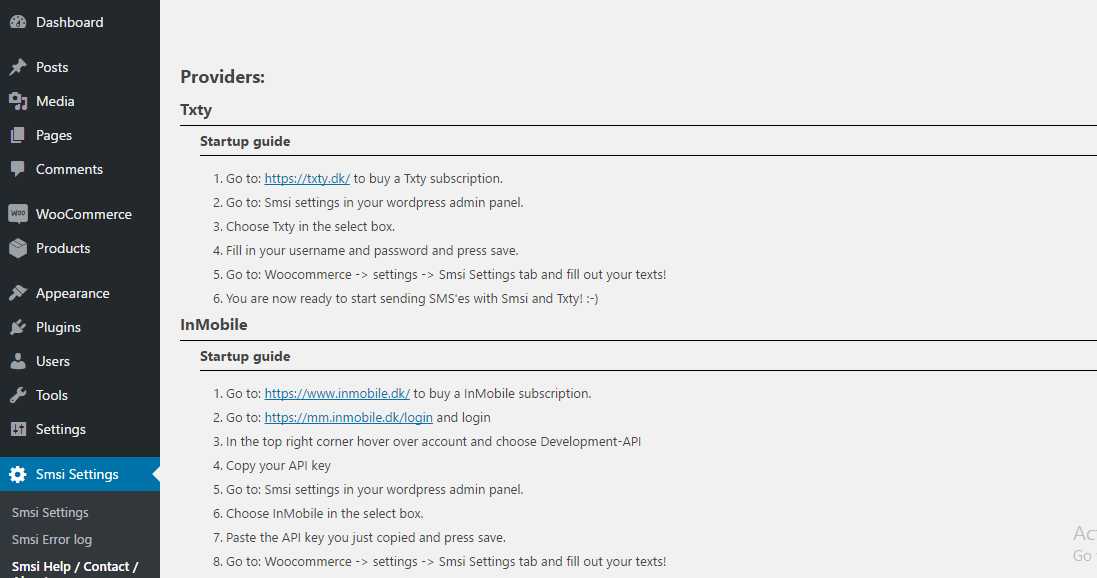 Dashboard
Posts
Media
Pages
Comments
WooCommerce
Products
Appearance
Plugins
Users
Tools
Settings
Smsi Settings
Smsi Settings
Smsi Error log
Smsi Help / Contact /
Providers:
Txty
Startup guide
1. Go to: https://txty.dk/ to buy a Txty subscription.
2. Go to: Smsi settings in your wordpress admin panel.
3. Choose Txty in the select box.
4. Fill in your username and password and press save.
5. Go to: Woocommerce -> settings -> Smsi Settings tab and fill out your texts!
6. You are now ready to start sending SMS'es with Smsi and Txty! :-)
InMobile
Startup guide
1. Go to: https://www.inmobile.dk/ to buy a InMobile subscription.
2. Go to: https://mm.inmobile.dk/login and login
3. In the top right corner hover over account and choose Development-API
4. Copy your API key
5. Go to: Smsi settings in your wordpress admin panel.
6. Choose InMobile in the select box.
7. Paste the API key you just copied and press save.
8. Go to: Woocommerce -> settings -> Smsi Settings tab and fill out your texts!
Go